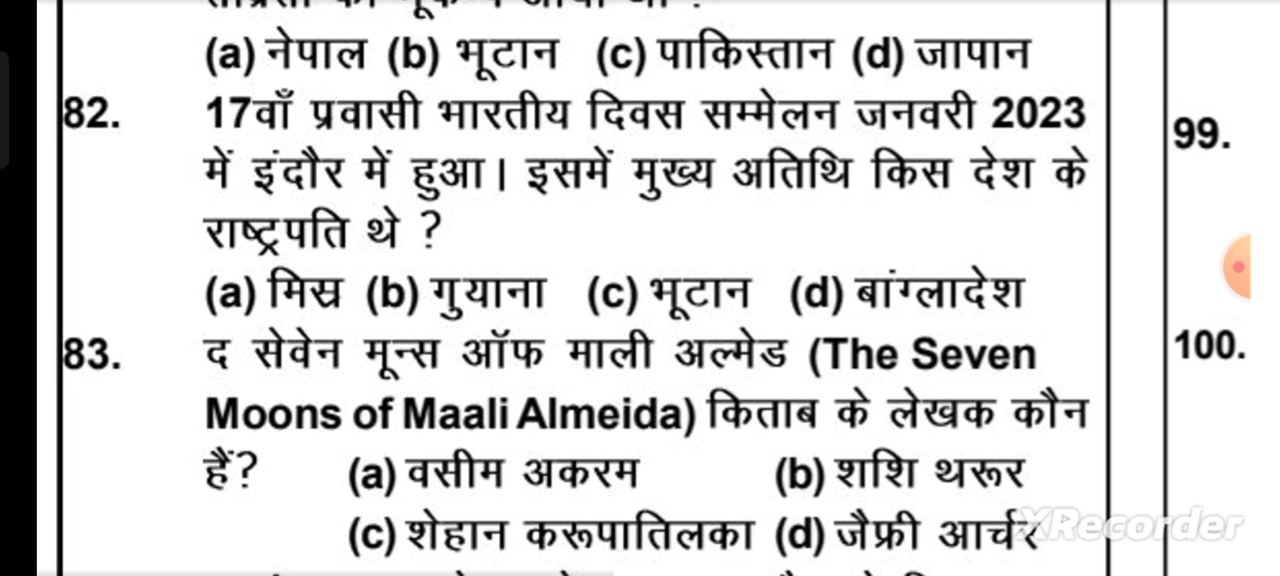 (a) नेपाल (b) भूटान (c) पाकिस्तान (d) जापान
82. 17वाँ प्रवासी भारतीय दिवस सम्मेलन जनवरी 2023
में इंदौर में हुआ। इसमें मुख्य अतिथि किस देश के
राष्ट्रपति थे ?
(a) मिस्र (b) गुयाना (c) भूटान (d) बांग्लादेश
83. द सेवेन मून्स ऑफ माली अल्मेड (The Seven
Moons of Maali Almeida) किताब के लेखक कौन
हैं? (a) वसीम अकरम (b) शशि थरूर
(c) शेहान करूपातिलका (d) जैफ्री आर्चर
99.
100.
XRecorder